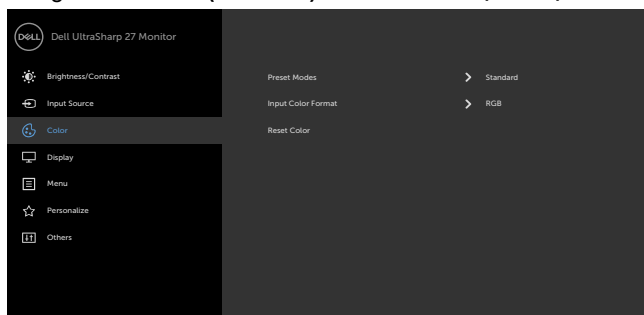 DELL
Dell UltraSharp 27 Monitor
Brightness/Contrast
Input Source
Color
Display
Menu
Personalize
Others
Preset Modes Standard
Input Color Format RGB
Reset Color